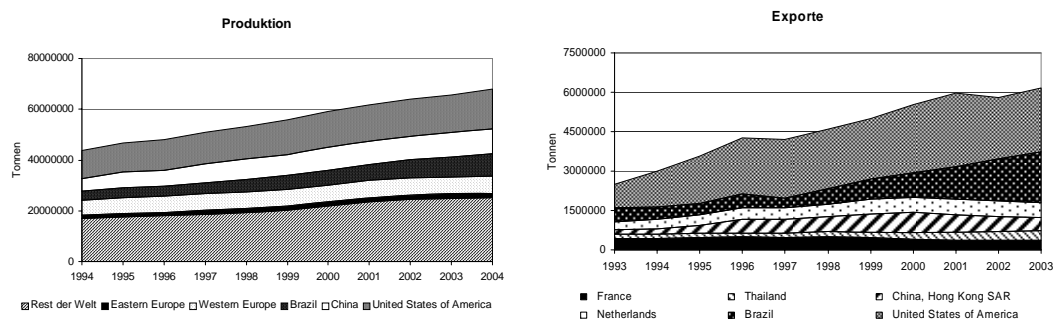 Produktion
80000000
60000000
40000000
20000000
0
Tonnen
1994 1995 1996 1997 1998 1999 2000 2001 2002 2003 2004
Rest der Welt Eastern Europe Western Europe Brazil China United States of America
Exporte
7500000
6000000
4500000
3000000
1500000
0
Tonnen
1993 1994 1995 1996 1997 1998 1999 2000 2001 2002 2003
France Thailand China, Hong Kong SAR
Netherlands Brazil United States of America